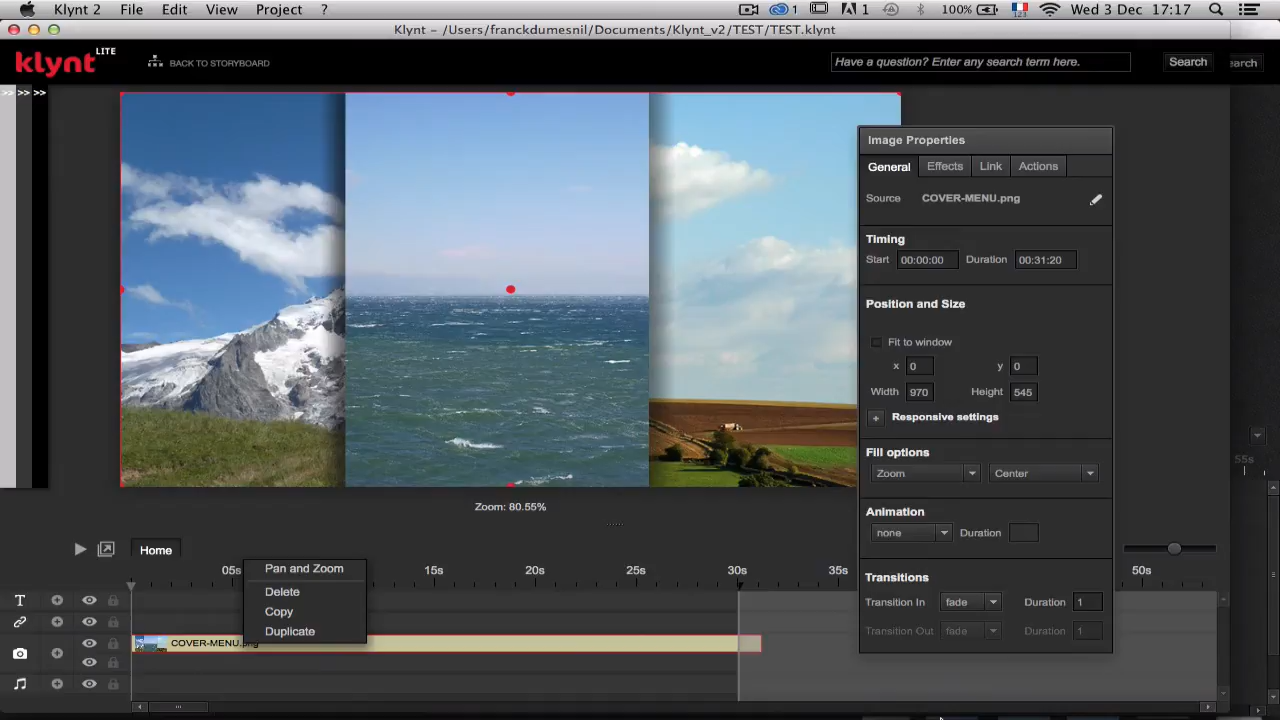 Klynt 2 File Edit View Project ? 1 1 100% 123 Wed 3 Dec 17:17
Klynt – /Users/franckdumesnil/Documents/Klynt_v2/TEST/TEST.klynt
klynt LITE
BACK TO STORYBOARD
Have a question? Enter any search term here.
Search
earch
>> >> >>
Image Properties
General Effects Link Actions
Source COVER-MENU.png
Timing
Start 00:00:00 Duration 00:31:20
Position and Size
Fit to window
x 0 y 0
Width 970 Height 545
+ Responsive settings
Fill options
Zoom Center
Animation
none Duration
Transitions
Transition In fade Duration 1
Transition Out fade Duration 1
55s
Zoom: 80.55%
Home
05s 15s 20s 25s 30s 35s 50s
Pan and Zoom
Delete
Copy
Duplicate
T
COVER-MENU.png